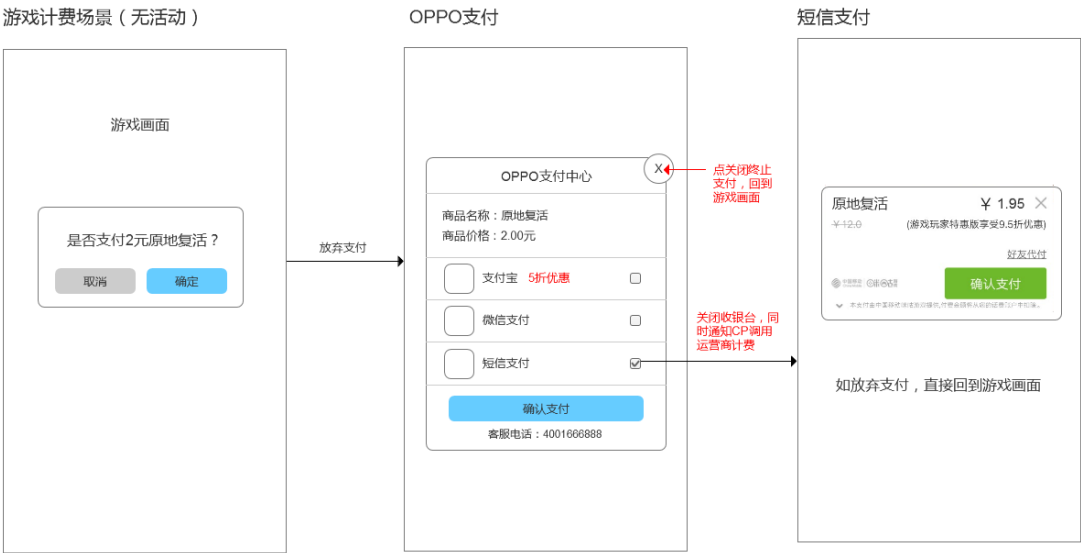 游戏计费场景（无活动）
游戏画面
是否支付2元原地复活？
取消
确定
放弃支付
OPPO支付
OPPO支付中心
X
商品名称：原地复活
商品价格：2.00元
支付宝 5折优惠
微信支付
短信支付
确认支付
客服电话：4001666888
点关闭终止
支付，回到
游戏画面
关闭收银台，同
时通知CP调用
运营商计费
短信支付
原地复活 ￥ 1.95
￥12.0 (游戏玩家特惠版享受9.5折优惠)
好友代付
确认支付
如放弃支付，直接回到游戏画面